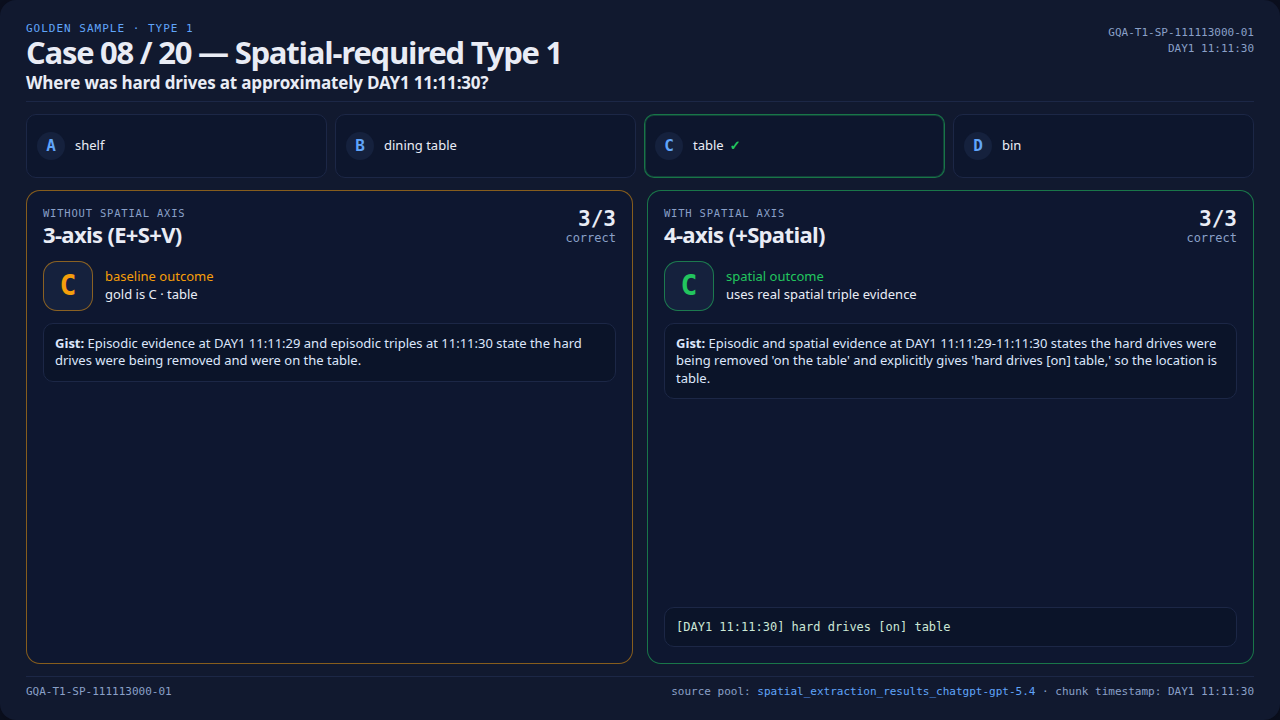 GOLDEN SAMPLE · TYPE 1
Case 08 / 20 — Spatial-required Type 1
Where was hard drives at approximately DAY1 11:11:30?
GQA-T1-SP-111113000-01
DAY1 11:11:30
A shelf
B dining table
C table ✓
D bin
WITHOUT SPATIAL AXIS
3-axis (E+S+V)
3/3
correct
C
baseline outcome
gold is C · table
Gist: Episodic evidence at DAY1 11:11:29 and episodic triples at 11:11:30 state the hard
drives were being removed and were on the table.
WITH SPATIAL AXIS
4-axis (+Spatial)
3/3
correct
C
spatial outcome
uses real spatial triple evidence
Gist: Episodic and spatial evidence at DAY1 11:11:29-11:11:30 states the hard drives were
being removed 'on the table' and explicitly gives 'hard drives [on] table,' so the location is
table.
[DAY1 11:11:30] hard drives [on] table
GQA-T1-SP-111113000-01
source pool: spatial_extraction_results_chatgpt-gpt-5.4 · chunk timestamp: DAY1 11:11:30